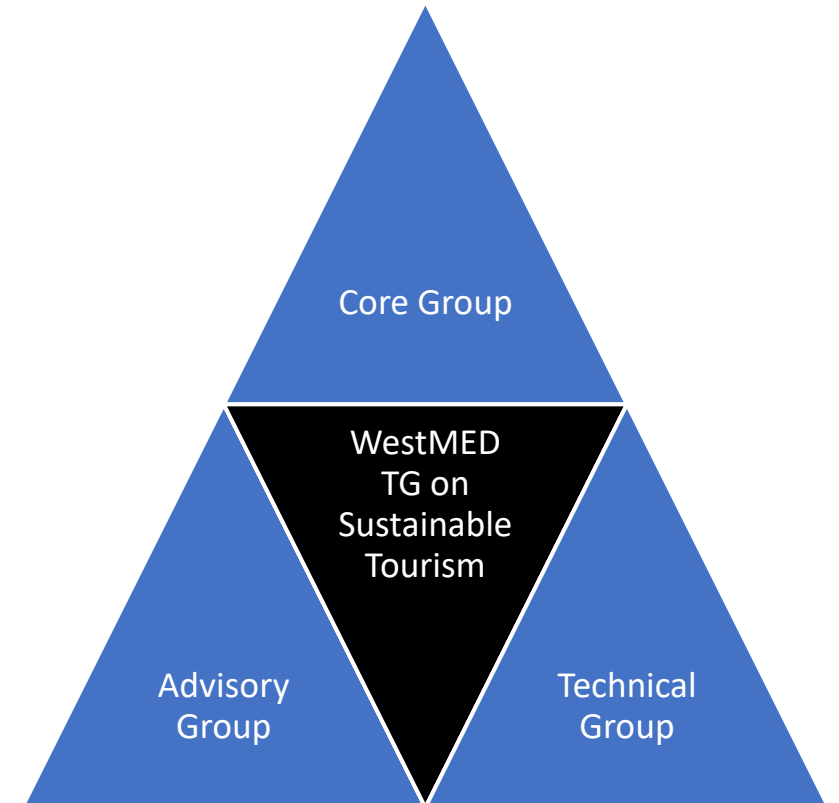 Core Group
WestMED
TG on
Sustainable
Tourism
Advisory
Group
Technical
Group